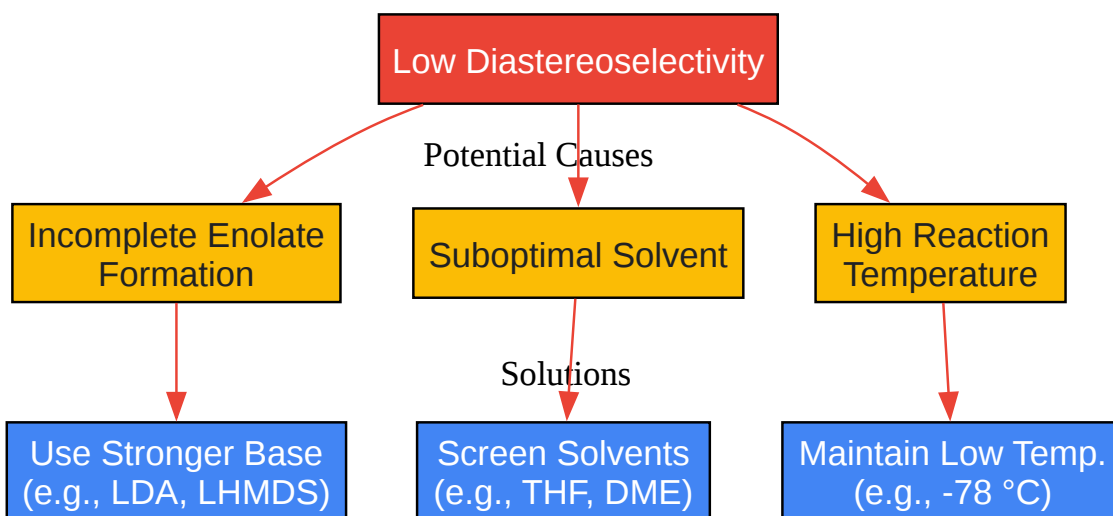 Low Diastereoselectivity
Potential Causes
Incomplete Enolate
Formation
Suboptimal Solvent
High Reaction
Temperature
Solutions
Use Stronger Base
(e.g., LDA, LHMDS)
Screen Solvents
(e.g., THF, DME)
Maintain Low Temp.
(e.g., -78 °C)